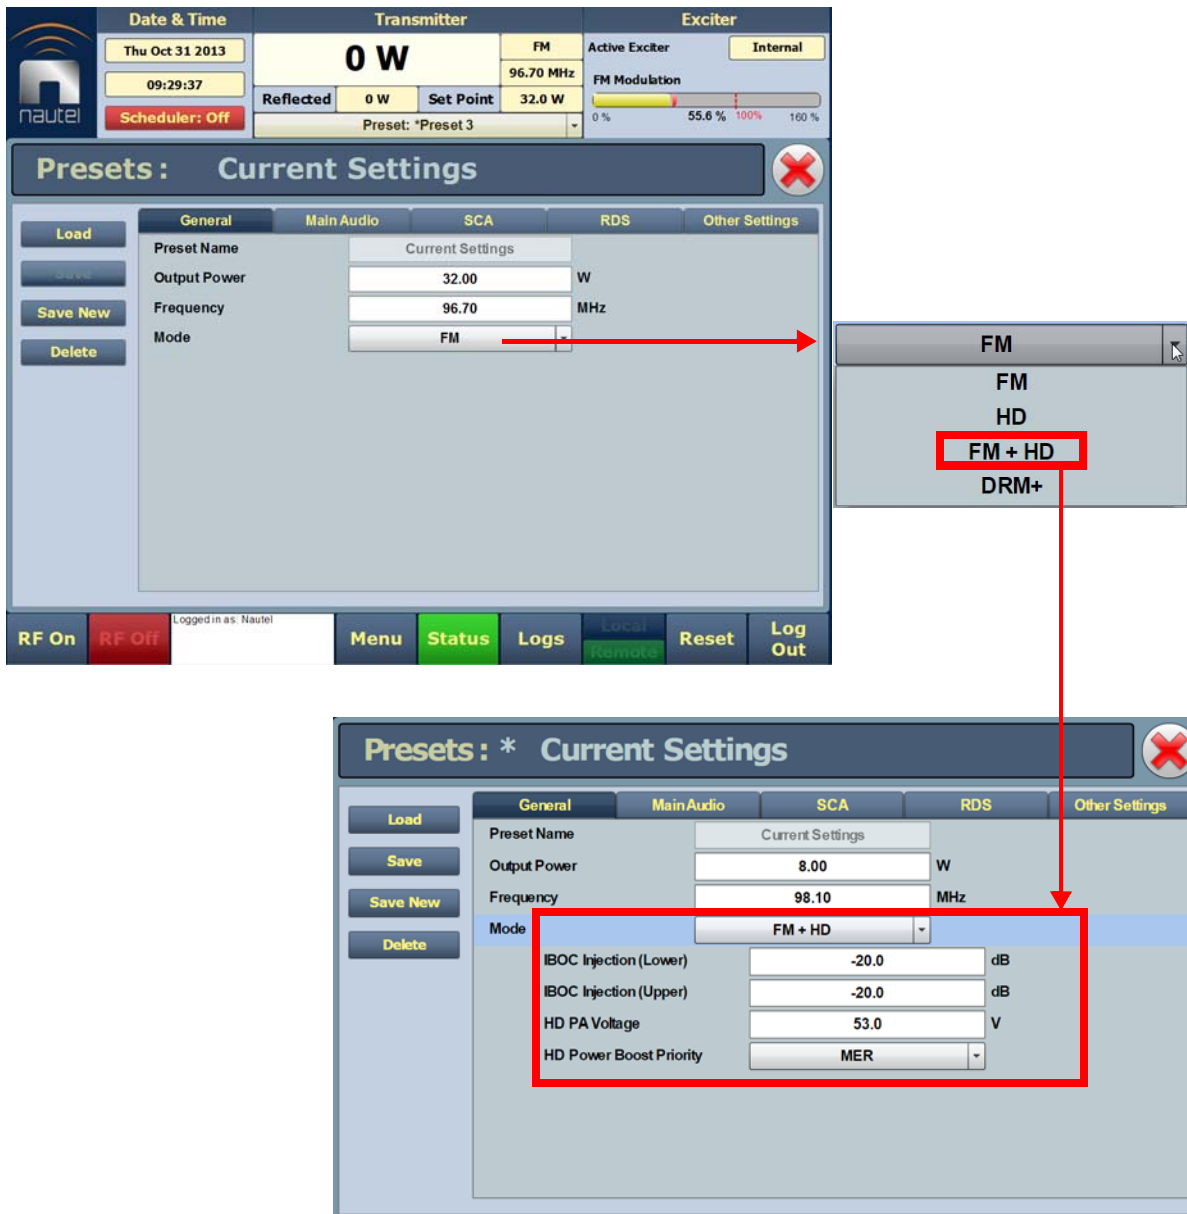 Date & Time Transmitter Exciter
nautel
Thu Oct 31 2013
09:29:37
Scheduler: Off
0 W
FM
96.70 MHz
Reflected 0 W Set Point 32.0 W
Preset: *Preset 3
Active Exciter Internal
FM Modulation
0 % 55.6 % 100% 160 %
Presets : Current Settings
Load
Save
Save New
Delete
General Main Audio SCA RDS Other Settings
Preset Name Current Settings
Output Power 32.00 W
Frequency 96.70 MHz
Mode FM
FM
FM
HD
FM + HD
DRM+
RF On RF Off Logged in as: Nautel Menu Status Logs Local Remote Reset Log Out
Presets : * Current Settings
Load
Save
Save New
Delete
General Main Audio SCA RDS Other Settings
Preset Name Current Settings
Output Power 8.00 W
Frequency 98.10 MHz
Mode FM + HD
IBOC Injection (Lower) -20.0 dB
IBOC Injection (Upper) -20.0 dB
HD PA Voltage 53.0 V
HD Power Boost Priority MER